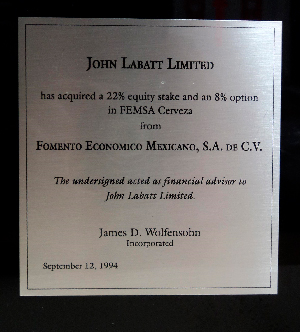 JOHN LABATT LIMITED
has acquired a 22% equity stake and an 8% option
in FEMSA Cerveza
from
FOMENTO ECONOMICO MEXICANO, S.A. DE C.V.
The undersigned acted as financial advisor to
John Labatt Limited.
James D. Wolfensohn
Incorporated
September 12, 1994